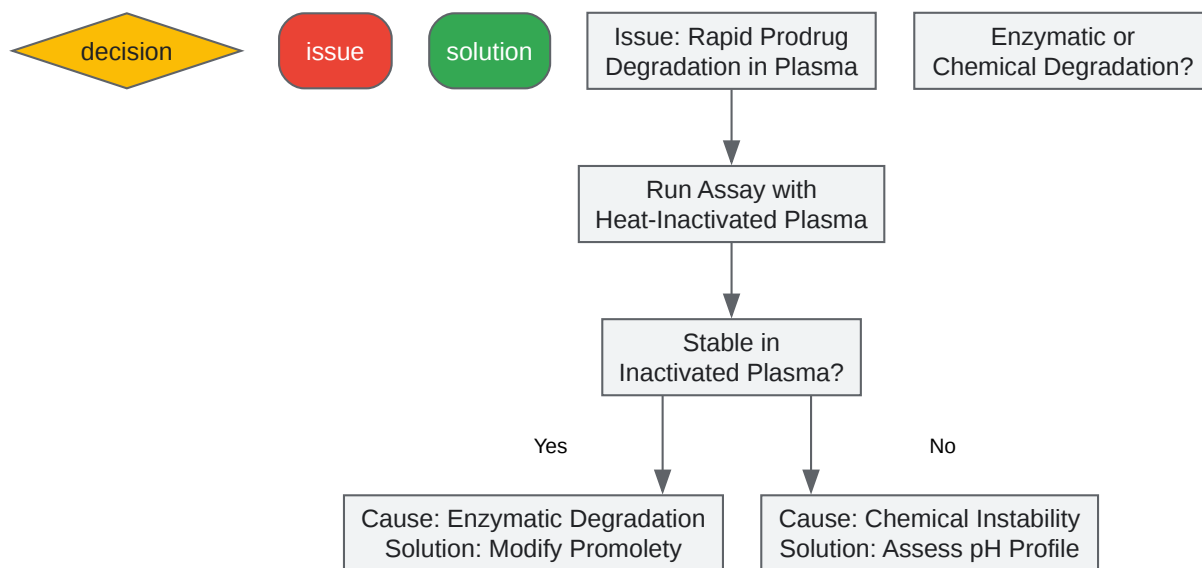 decision
issue
solution
Issue: Rapid Prodrug
Degradation in Plasma
Enzymatic or
Chemical Degradation?
Run Assay with
Heat-Inactivated Plasma
Stable in
Inactivated Plasma?
Yes
No
Cause: Enzymatic Degradation
Solution: Modify Promolety
Cause: Chemical Instability
Solution: Assess pH Profile